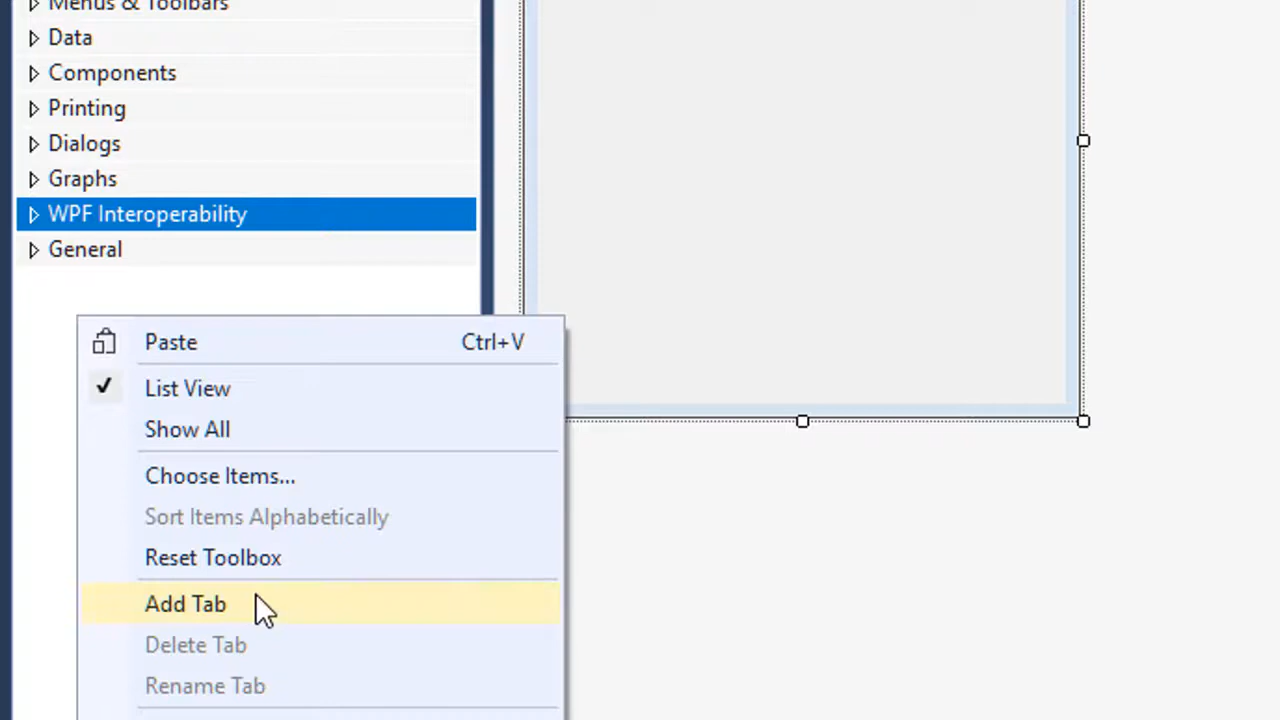 Menus & Toolbars
Data
Components
Printing
Dialogs
Graphs
WPF Interoperability
General
Paste Ctrl+V
List View
Show All
Choose Items...
Sort Items Alphabetically
Reset Toolbox
Add Tab
Delete Tab
Rename Tab